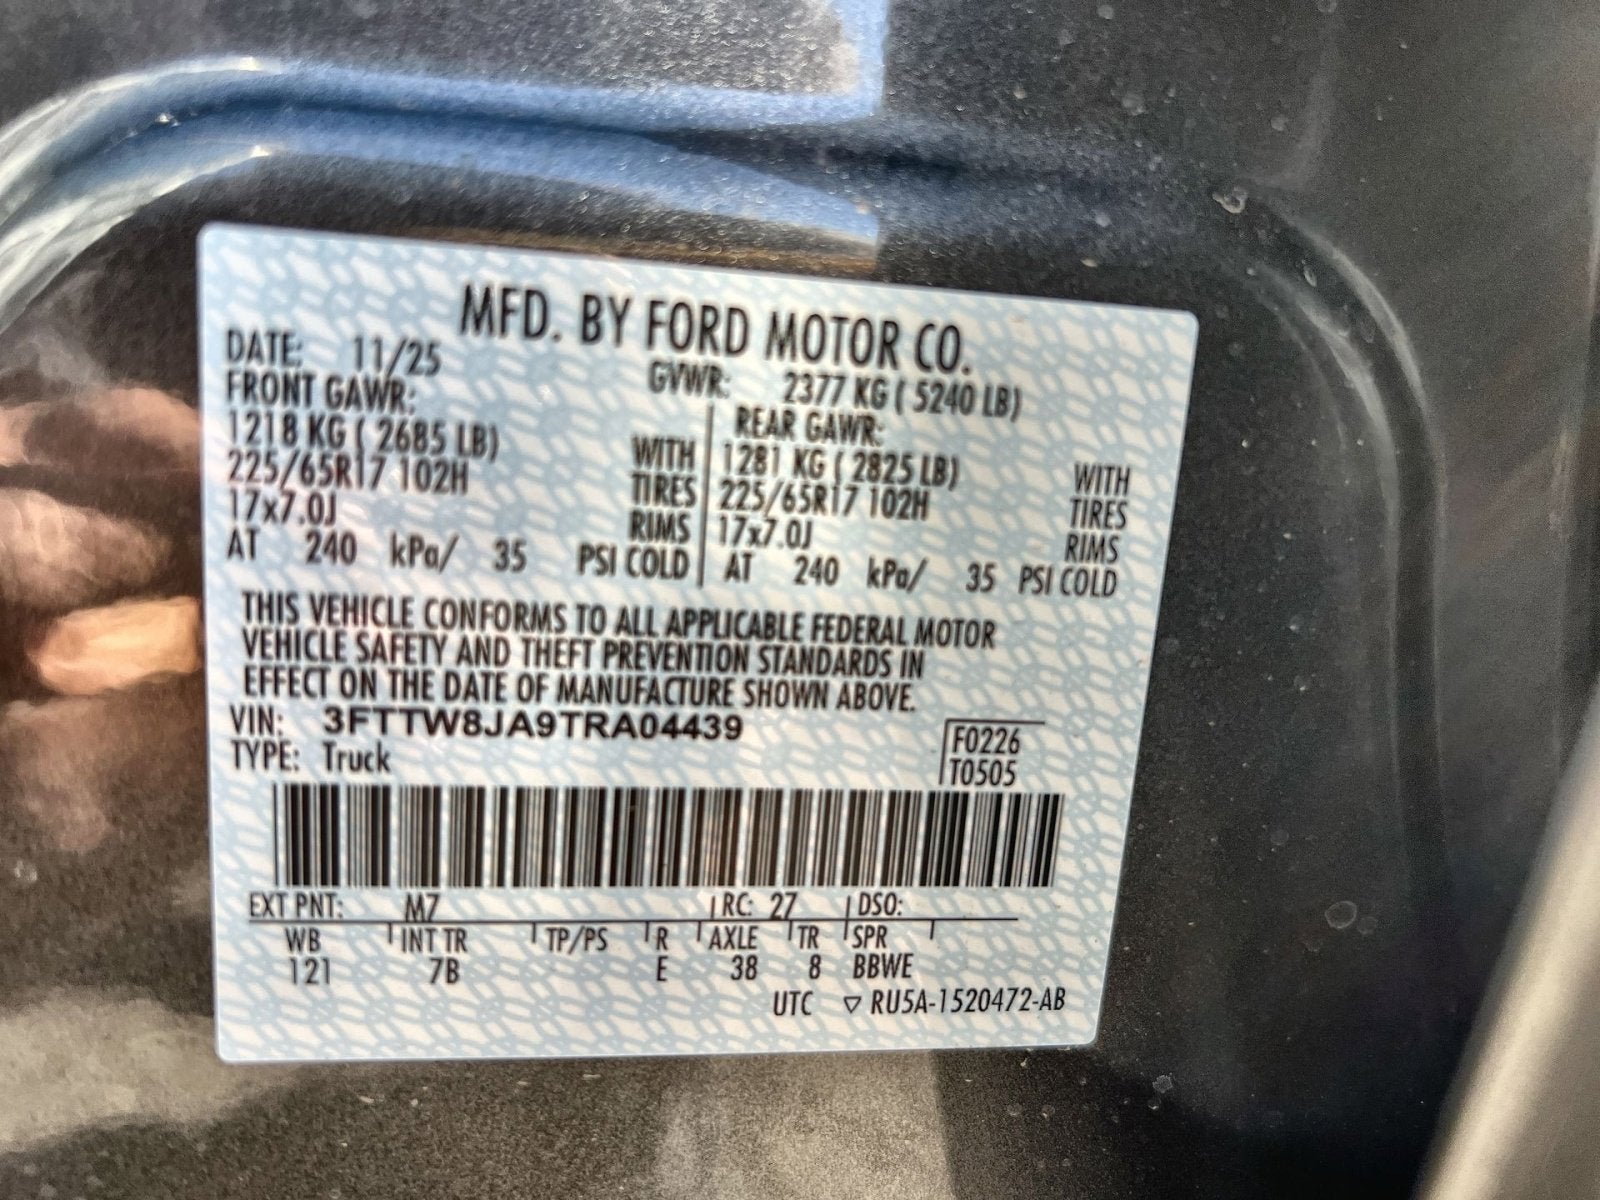 MFD. BY FORD MOTOR CO.
DATE: 11/25 GVWR: 2377 KG ( 5240 LB)
FRONT GAWR: REAR GAWR:
1218 KG ( 2685 LB) WITH 1281 KG ( 2825 LB) WITH
225/65R17 102H TIRES 225/65R17 102H TIRES
17x7.0J RIMS 17x7.0J RIMS
AT 240 kPa/ 35 PSI COLD AT 240 kPa/ 35 PSI COLD
THIS VEHICLE CONFORMS TO ALL APPLICABLE FEDERAL MOTOR
VEHICLE SAFETY AND THEFT PREVENTION STANDARDS IN
EFFECT ON THE DATE OF MANUFACTURE SHOWN ABOVE.
VIN: 3FTTW8JA9TRA04439 F0226
TYPE: Truck T0505
EXT PNT: M7 RC: 27 DSO:
WB INT TR TP/PS R AXLE TR SPR
121 7B E 38 8 BBWE
UTC ▽ RU5A-1520472-AB